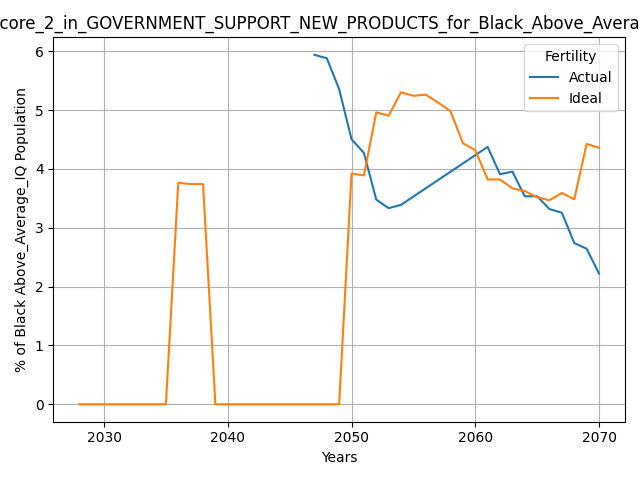 core_2_in_GOVERNMENT_SUPPORT_NEW_PRODUCTS_for_Black_Above_Avera
Fertility
Actual
Ideal
% of Black Above_Average_IQ Population
6
5
4
3
2
1
0
2030 2040 2050 2060 2070
Years